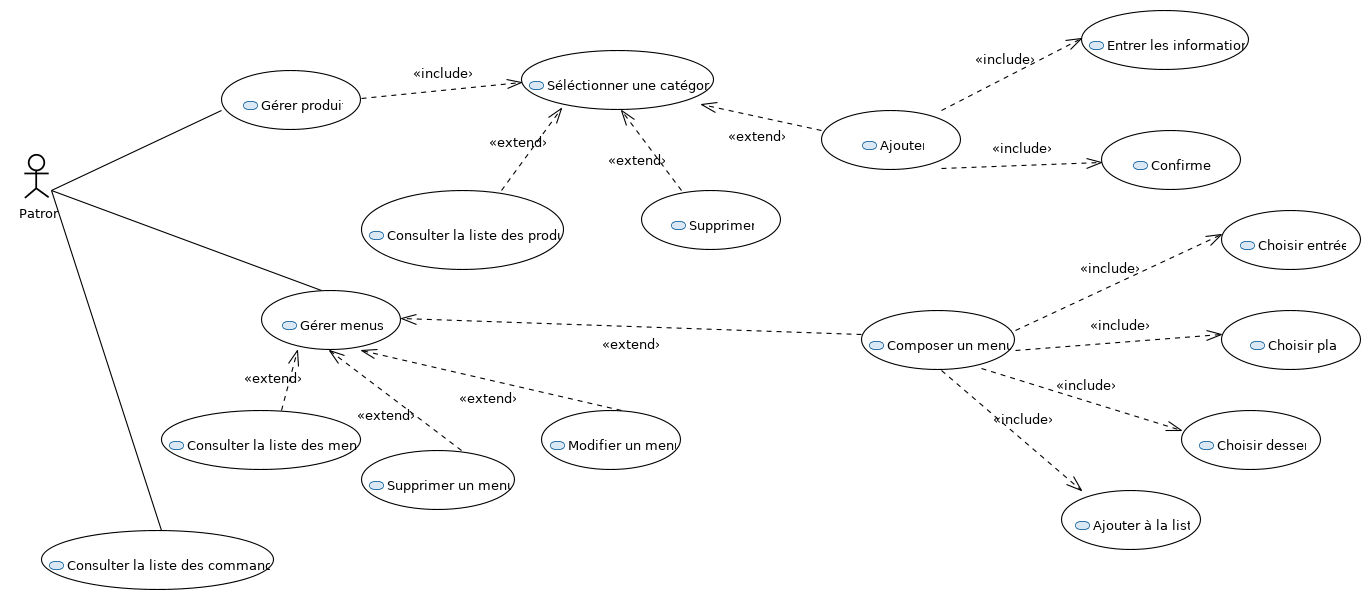 «include›
Entrer les information
«include›
Séléctionner une catégor
Gérer produi
«extend›
Ajouter
«include›
Confirme
«extend›
«extend›
Patron
Consulter la liste des produ
Supprimer
«include›
Choisir entrée
Gérer menus
«extend›
Composer un menu
«include›
Choisir pla
«extend›
«extend›
«extend›
«include›
«include›
Consulter la liste des men
Modifier un menu
Choisir desser
Supprimer un menu
Ajouter à la list
Consulter la liste des command